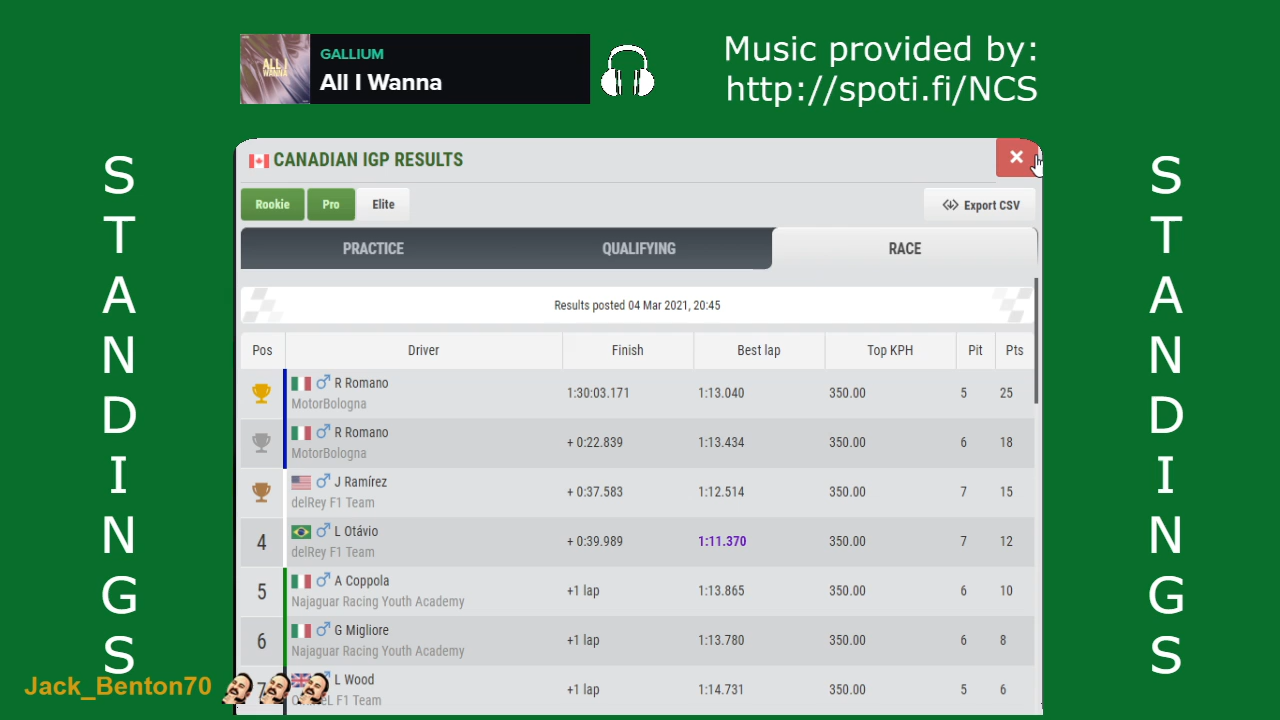 GALLIUM
All I Wanna
ALL I
WANNA
Music provided by:
http://spoti.fi/NCS
STANDINGS
STANDINGS
CANADIAN IGP RESULTS
Rookie Pro Elite Export CSV
PRACTICE QUALIFYING RACE
Results posted 04 Mar 2021, 20:45
Pos Driver Finish Best lap Top KPH Pit Pts
R Romano 1:30:03.171 1:13.040 350.00 5 25
MotorBologna
R Romano + 0:22.839 1:13.434 350.00 6 18
MotorBologna
J Ramírez + 0:37.583 1:12.514 350.00 7 15
delRey F1 Team
4 L Otávio + 0:39.989 1:11.370 350.00 7 12
delRey F1 Team
5 A Coppola +1 lap 1:13.865 350.00 6 10
Najaguar Racing Youth Academy
6 G Migliore +1 lap 1:13.780 350.00 6 8
Najaguar Racing Youth Academy
7 L Wood +1 lap 1:14.731 350.00 5 6
F1 Team
Jack_Benton70